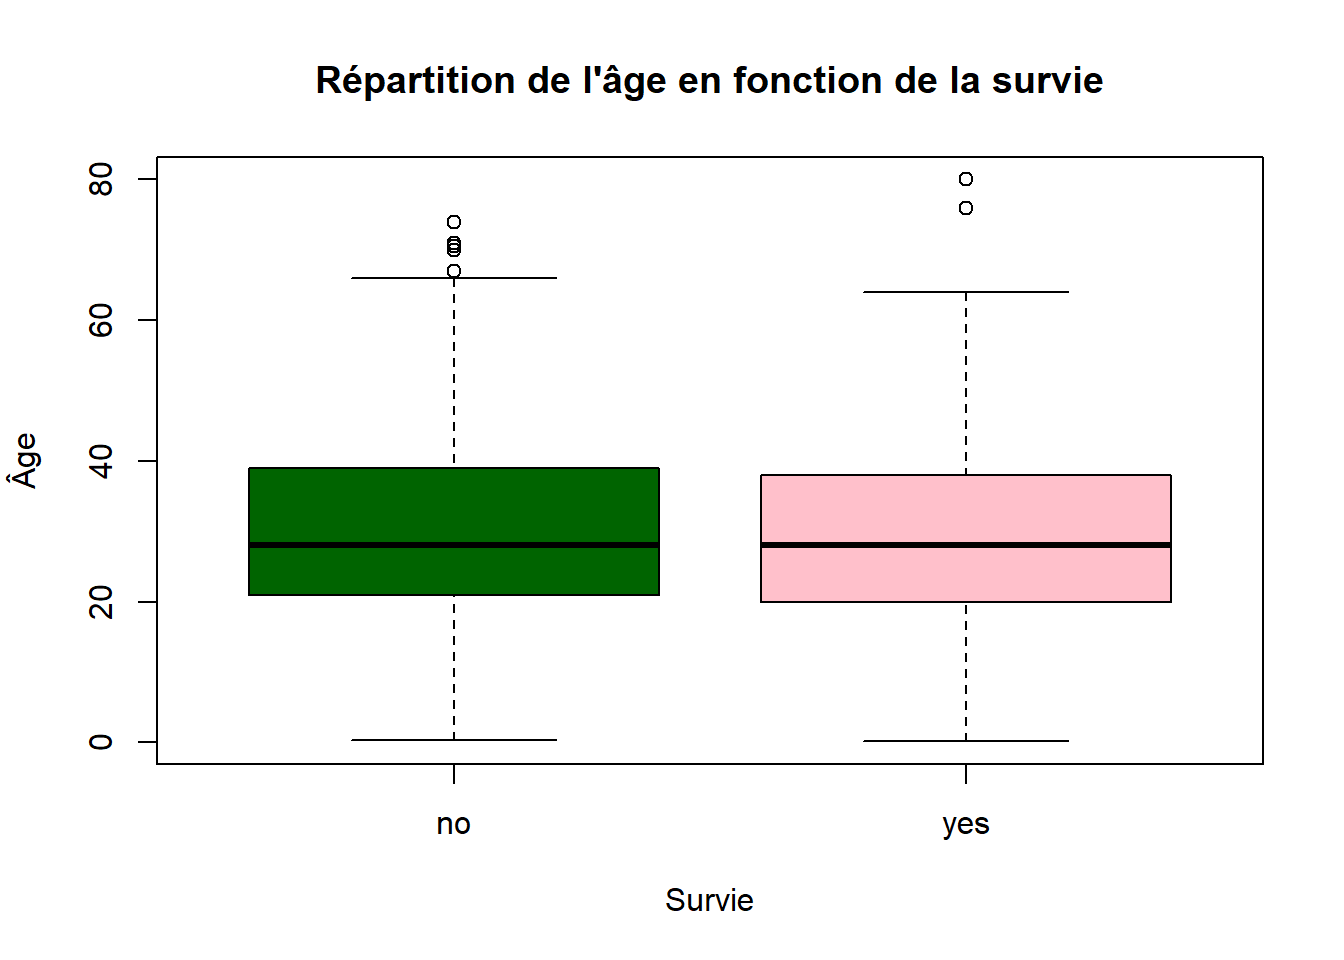 Répartition de l'âge en fonction de la survie
Âge
80
60
40
20
0
no
yes
Survie